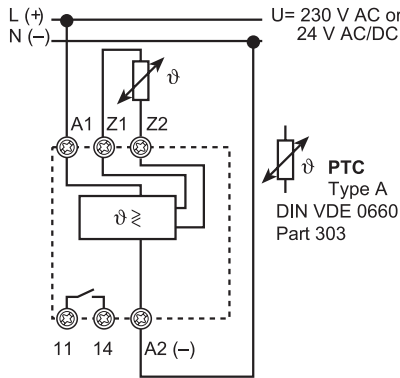 L (+)
U= 230 V AC or
N (–)
24 V AC/DC
ϑ
A1 Z1 Z2
ϑ PTC
Type A
DIN VDE 0660
Part 303
ϑ ≷
11 14 A2 (–)